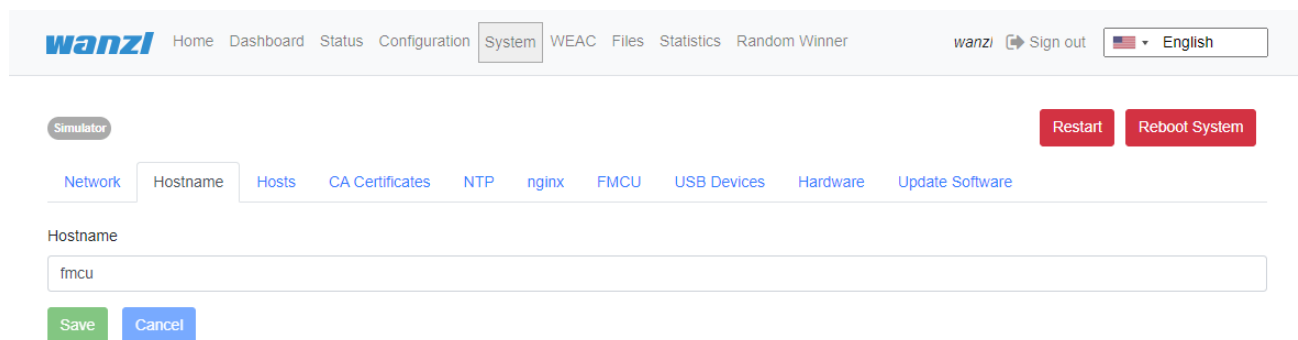 wanzl Home Dashboard Status Configuration System WEAC Files Statistics Random Winner wanzl Sign out English
Simulator Restart Reboot System
Network Hostname Hosts CA Certificates NTP nginx FMCU USB Devices Hardware Update Software
Hostname
fmcu
Save Cancel